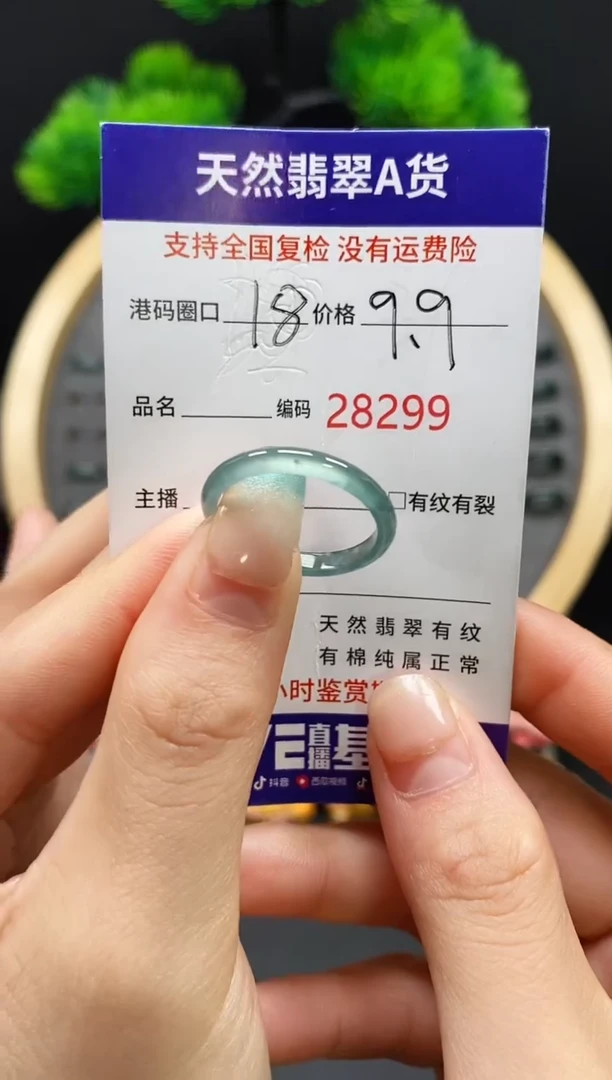 天然翡翠A货
支持全国复检 没有运费险
港码圈口 18 价格 9.9
品名 编码 28299
主播 □有纹有裂
天然翡翠有纹
有棉纯属正常
小时鉴赏
直播基
抖音 西瓜视频